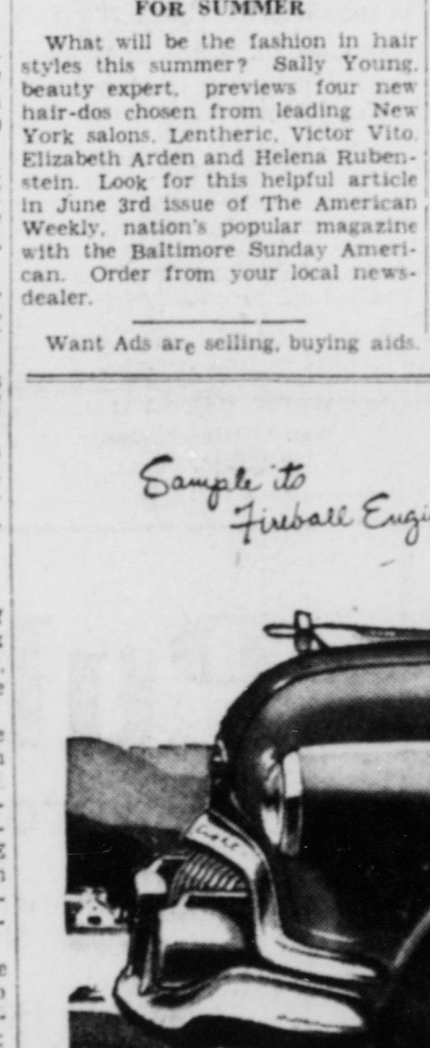 FOR SUMMER
What will be the fashion in hair
styles this summer? Sally Young,
beauty expert, previews four new
hair-dos chosen from leading New
York salons, Lentheric, Victor Vito,
Elizabeth Arden and Helena Ruben-
stein. Look for this helpful article
in June 3rd issue of The American
Weekly, nation's popular magazine
with the Baltimore Sunday Ameri-
can. Order from your local news-
dealer.
Want Ads are selling, buying aids.
Sample its
Fireball Engi
Eight